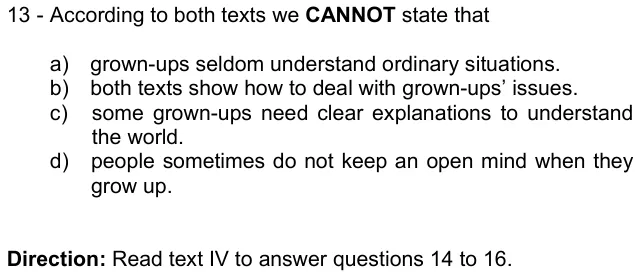 13 - According to both texts we CANNOT state that
a) grown-ups seldom understand ordinary situations.
b) both texts show how to deal with grown-ups' issues.
c) some grown-ups need clear explanations to understand
the world.
d) people sometimes do not keep an open mind when they
grow up.
Direction: Read text IV to answer questions 14 to 16.